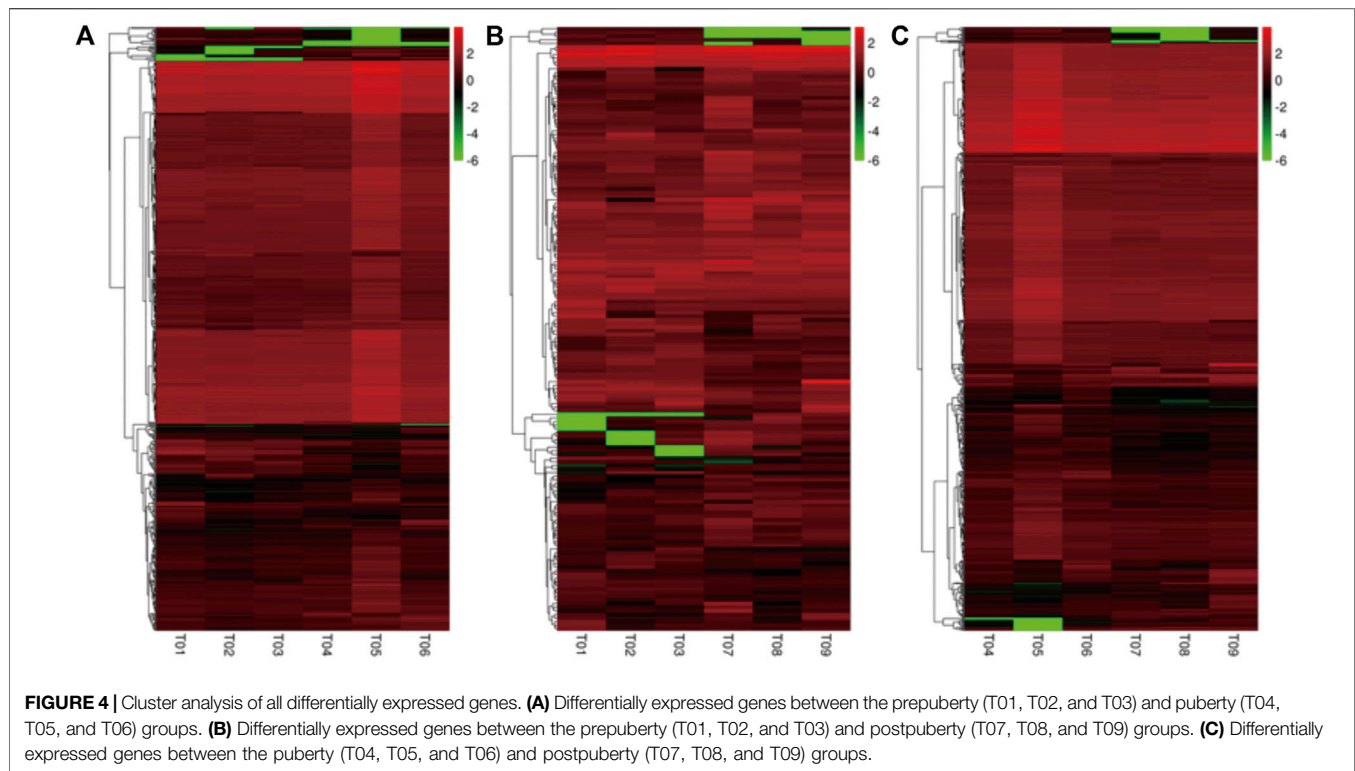 A
2
0
-2
-4
-6
T01
T02
T03
T04
T05
T06
B
2
0
-2
-4
-6
T01
T02
T03
T07
T08
T09
C
2
0
-2
-4
-6
T04
T05
T06
T07
T08
T09
FIGURE 4 | Cluster analysis of all differentially expressed genes. (A) Differentially expressed genes between the prepuberty (T01, T02, and T03) and puberty (T04,
T05, and T06) groups. (B) Differentially expressed genes between the prepuberty (T01, T02, and T03) and postpuberty (T07, T08, and T09) groups. (C) Differentially
expressed genes between the puberty (T04, T05, and T06) and postpuberty (T07, T08, and T09) groups.